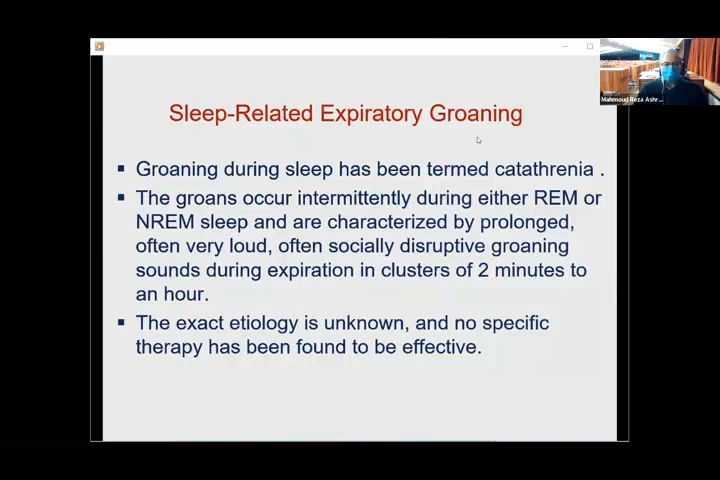 Sleep-Related Expiratory Groaning
▪ Groaning during sleep has been termed catathrenia .
▪ The groans occur intermittently during either REM or
NREM sleep and are characterized by prolonged,
often very loud, often socially disruptive groaning
sounds during expiration in clusters of 2 minutes to
an hour.
▪ The exact etiology is unknown, and no specific
therapy has been found to be effective.
Mahmoud Reza Ashr...